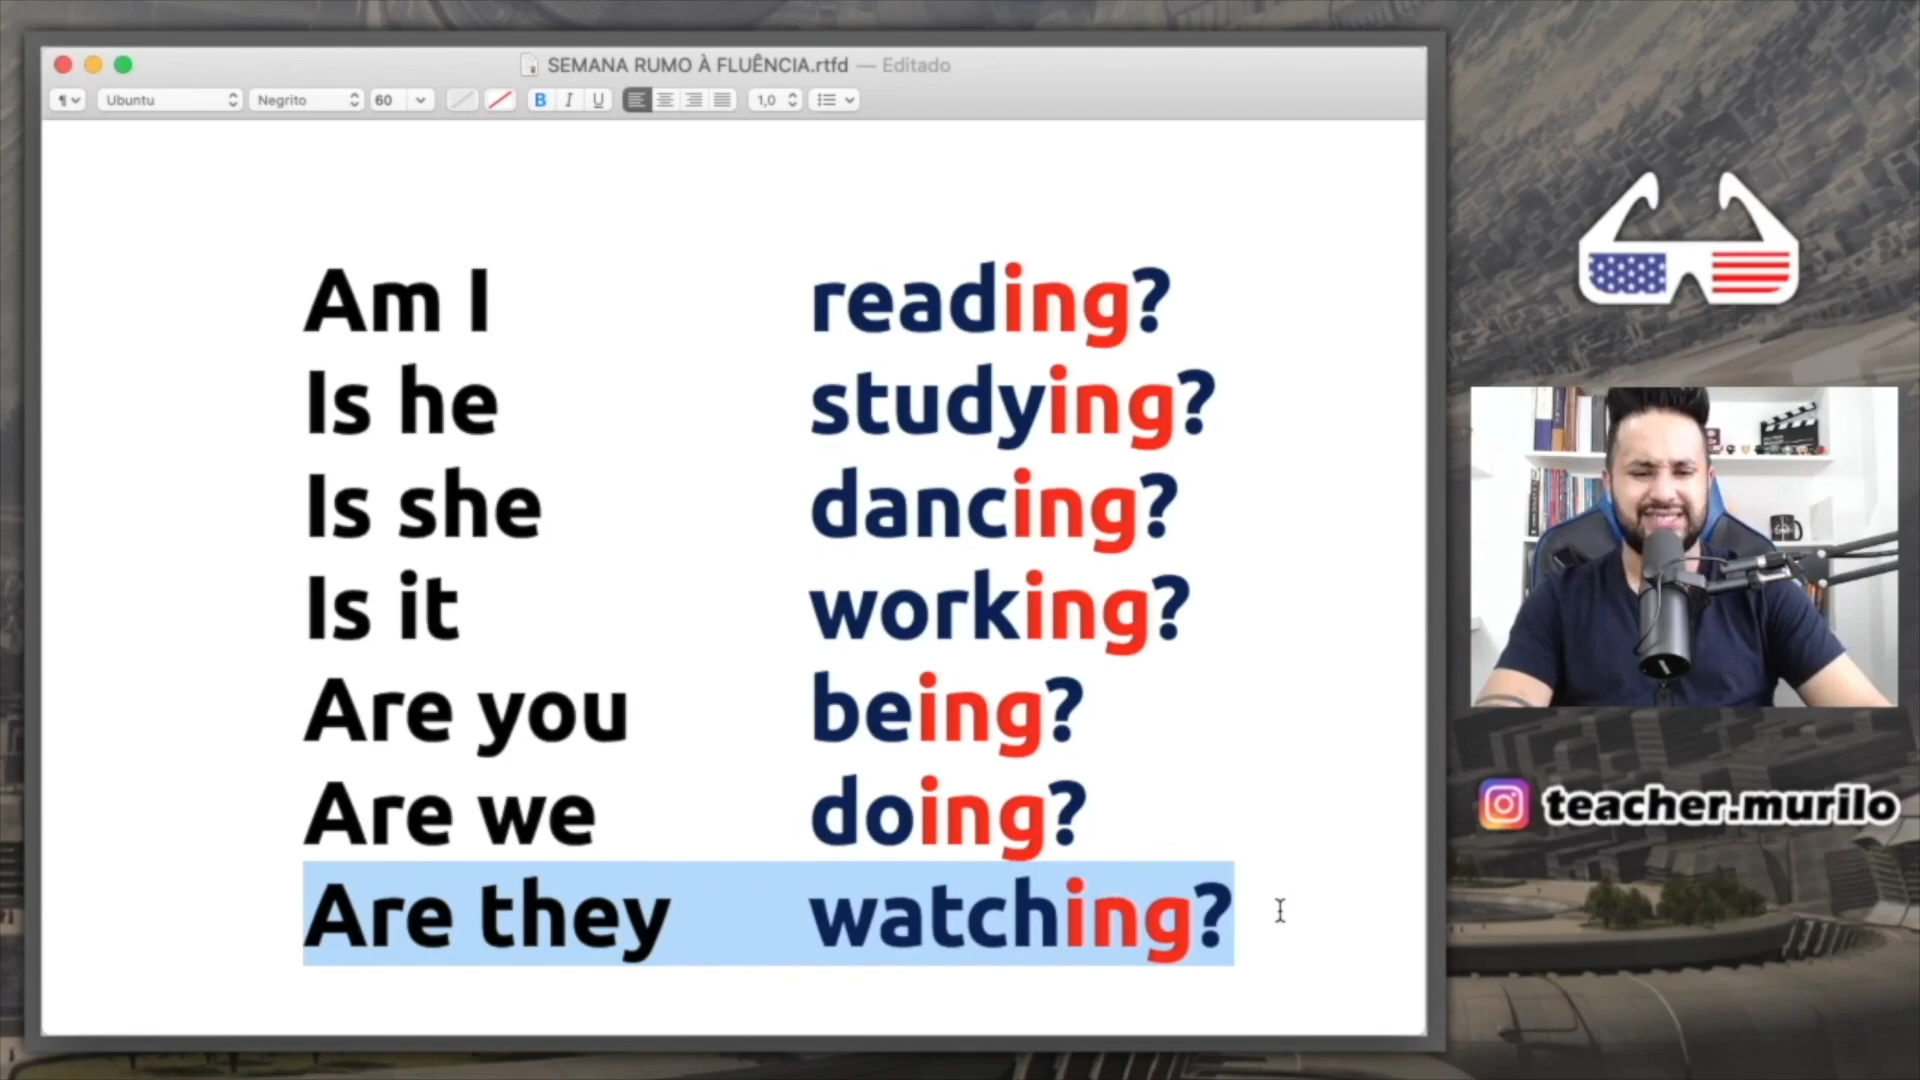 SEMANA RUMO À FLUÊNCIA.rtfd — Editado
Ubuntu Negrito 60 B I U 1,0
Am I reading?
Is he studying?
Is she dancing?
Is it working?
Are you being?
Are we doing?
Are they watching?
teacher.murilo